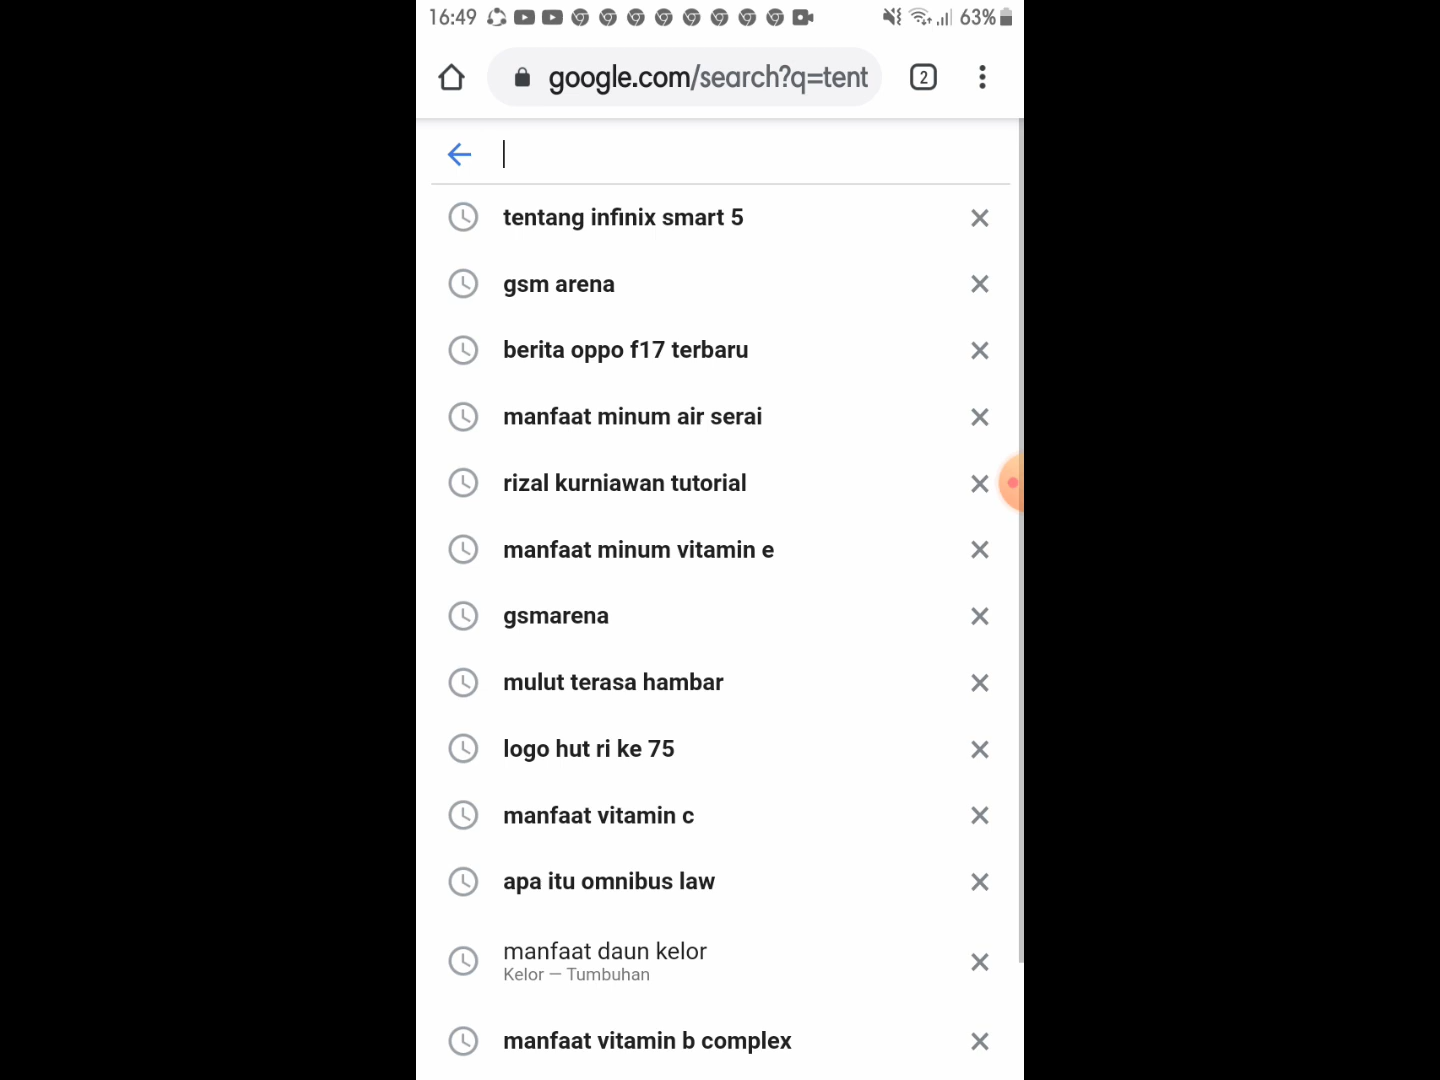 16:49
63%
google.com/search?q=tent
2
tentang infinix smart 5
gsm arena
berita oppo f17 terbaru
manfaat minum air serai
rizal kurniawan tutorial
manfaat minum vitamin e
gsmarena
mulut terasa hambar
logo hut ri ke 75
manfaat vitamin c
apa itu omnibus law
manfaat daun kelor
Kelor — Tumbuhan
manfaat vitamin b complex